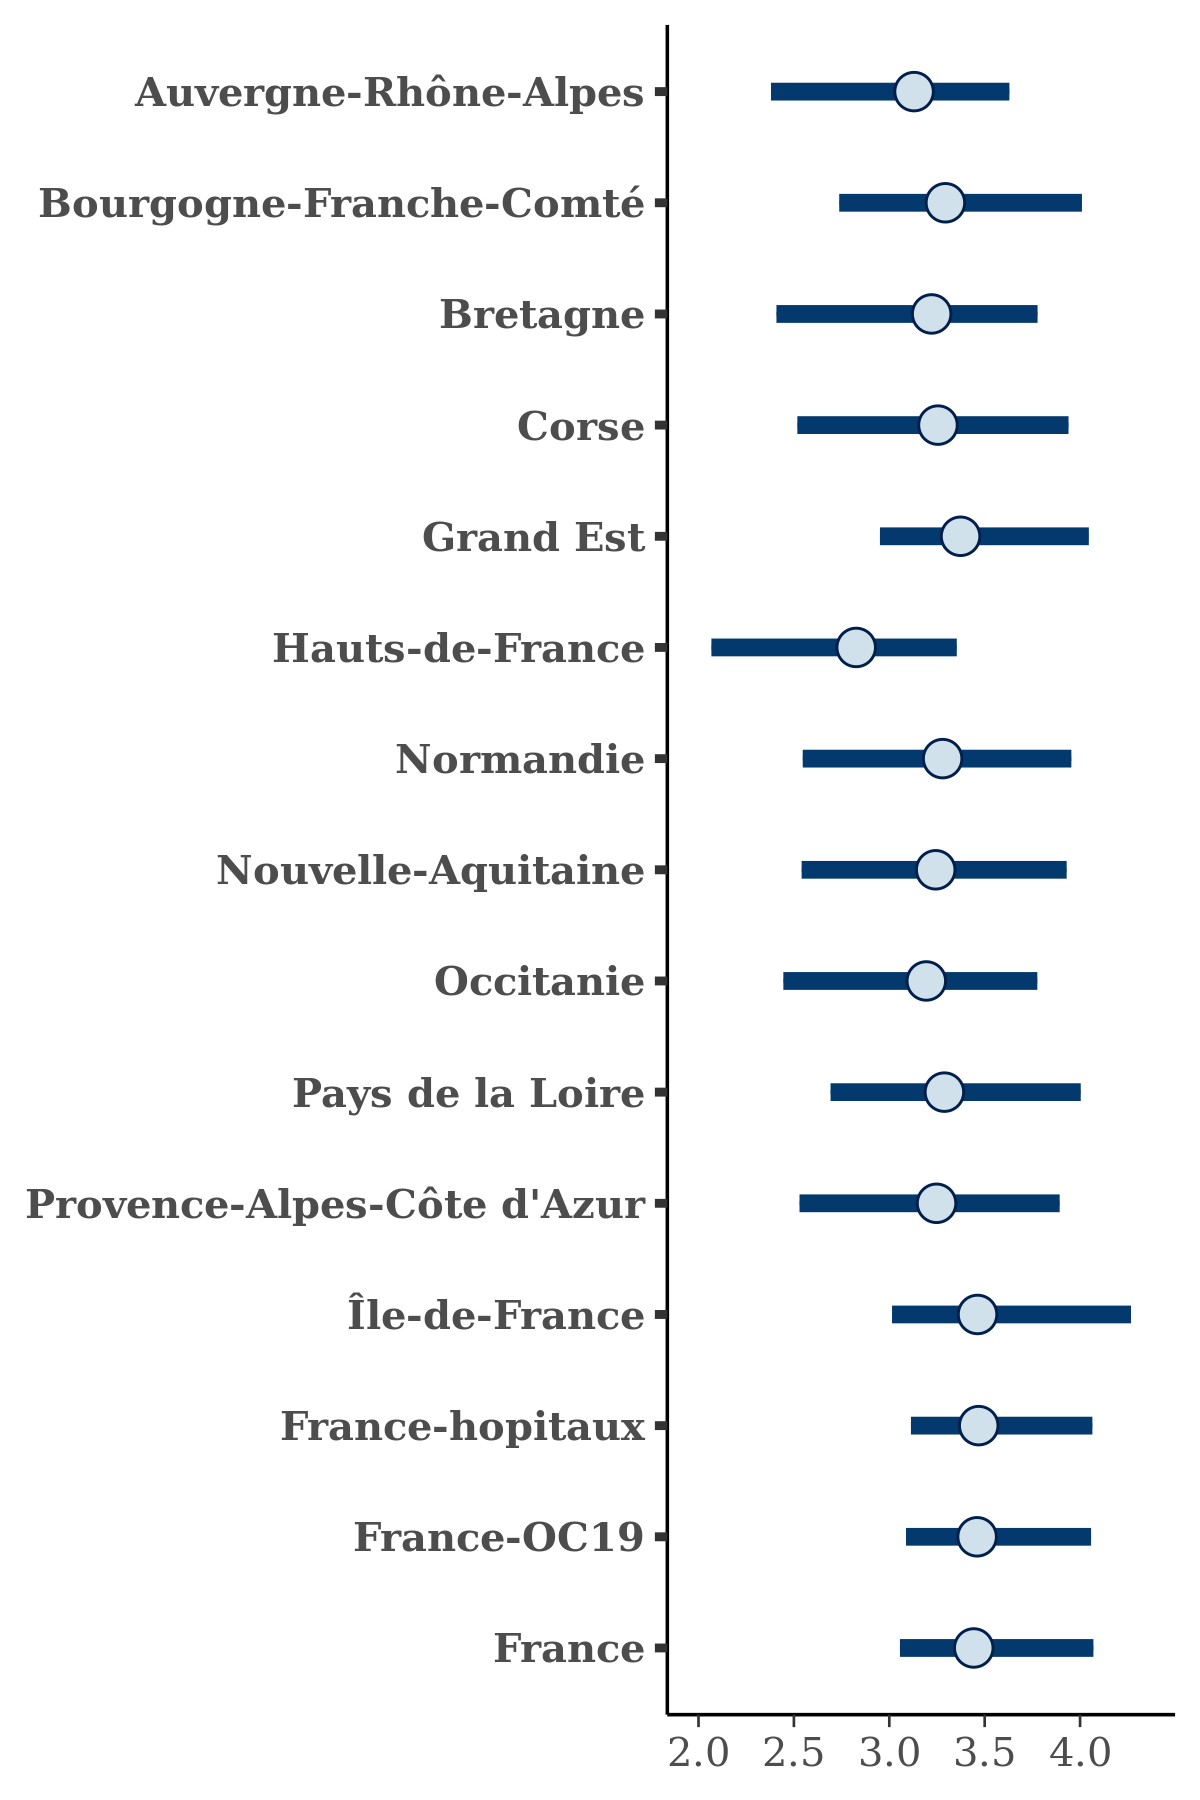 Auvergne-Rhône-Alpes
Bourgogne-Franche-Comté
Bretagne
Corse
Grand Est
Hauts-de-France
Normandie
Nouvelle-Aquitaine
Occitanie
Pays de la Loire
Provence-Alpes-Côte d'Azur
Île-de-France
France-hopitaux
France-OC19
France
2.0 2.5 3.0 3.5 4.0